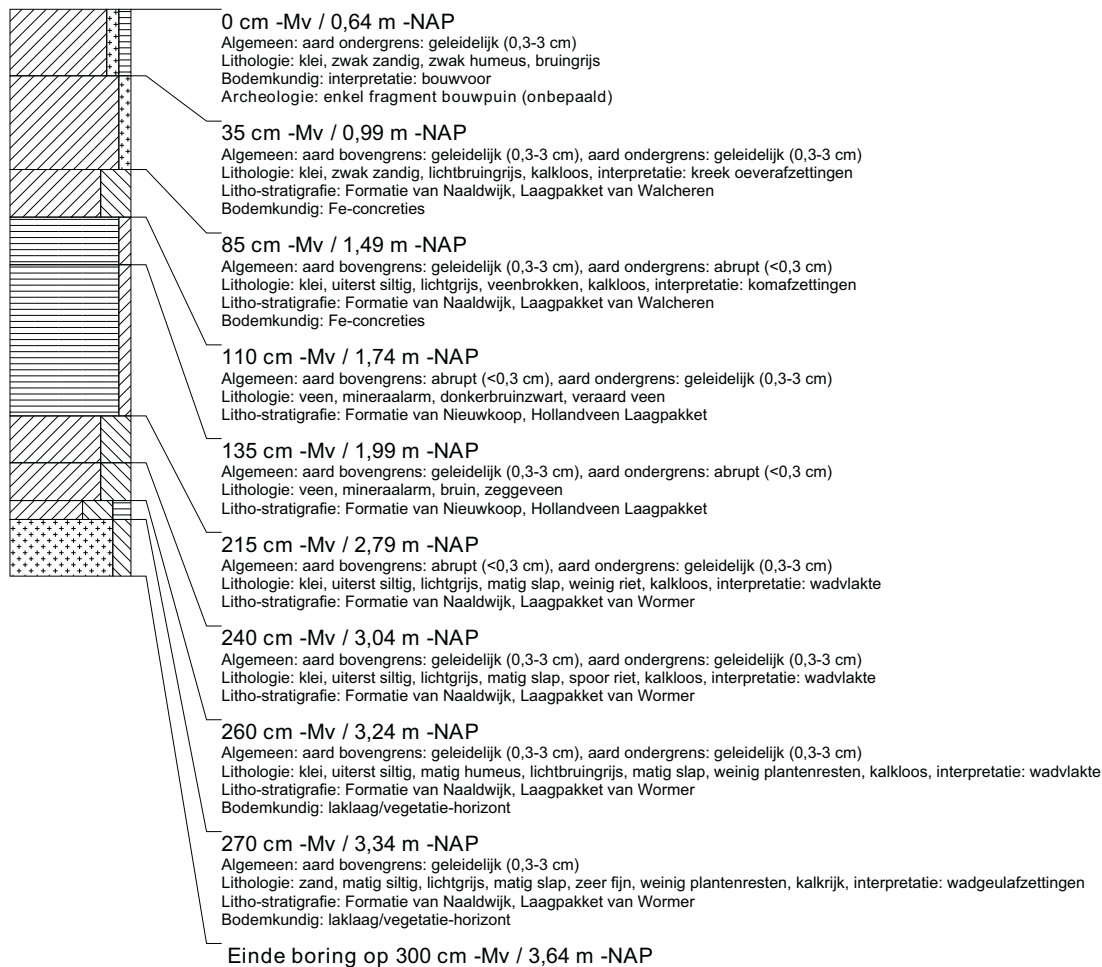 0 cm -Mv / 0,64 m -NAP
Algemeen: aard ondergrens: geleidelijk (0,3-3 cm)
Lithologie: klei, zwak zandig, zwak humeus, bruingrijs
Bodemkundig: interpretatie: bouwvoor
Archeologie: enkel fragment bouwpuin (onbepaald)
35 cm -Mv / 0,99 m -NAP
Algemeen: aard bovengrens: geleidelijk (0,3-3 cm), aard ondergrens: geleidelijk (0,3-3 cm)
Lithologie: klei, zwak zandig, lichtbruingrijs, kalkloos, interpretatie: kreek oeverafzettingen
Litho-stratigrafie: Formatie van Naaldwijk, Laagpakket van Walcheren
Bodemkundig: Fe-concreties
85 cm -Mv / 1,49 m -NAP
Algemeen: aard bovengrens: geleidelijk (0,3-3 cm), aard ondergrens: abrupt (<0,3 cm)
Lithologie: klei, uiterst siltig, lichtgrijs, veenbrokken, kalkloos, interpretatie: komafzettingen
Litho-stratigrafie: Formatie van Naaldwijk, Laagpakket van Walcheren
Bodemkundig: Fe-concreties
110 cm -Mv / 1,74 m -NAP
Algemeen: aard bovengrens: abrupt (<0,3 cm), aard ondergrens: geleidelijk (0,3-3 cm)
Lithologie: veen, mineraalarm, donkerbruinzwart, veraard veen
Litho-stratigrafie: Formatie van Nieuwkoop, Hollandveen Laagpakket
135 cm -Mv / 1,99 m -NAP
Algemeen: aard bovengrens: geleidelijk (0,3-3 cm), aard ondergrens: abrupt (<0,3 cm)
Lithologie: veen, mineraalarm, bruin, zeggeveen
Litho-stratigrafie: Formatie van Nieuwkoop, Hollandveen Laagpakket
215 cm -Mv / 2,79 m -NAP
Algemeen: aard bovengrens: abrupt (<0,3 cm), aard ondergrens: geleidelijk (0,3-3 cm)
Lithologie: klei, uiterst siltig, lichtgrijs, matig slap, weinig riet, kalkloos, interpretatie: wadvlakte
Litho-stratigrafie: Formatie van Naaldwijk, Laagpakket van Wormer
240 cm -Mv / 3,04 m -NAP
Algemeen: aard bovengrens: geleidelijk (0,3-3 cm), aard ondergrens: geleidelijk (0,3-3 cm)
Lithologie: klei, uiterst siltig, lichtgrijs, matig slap, spoor riet, kalkloos, interpretatie: wadvlakte
Litho-stratigrafie: Formatie van Naaldwijk, Laagpakket van Wormer
260 cm -Mv / 3,24 m -NAP
Algemeen: aard bovengrens: geleidelijk (0,3-3 cm), aard ondergrens: geleidelijk (0,3-3 cm)
Lithologie: klei, uiterst siltig, matig humeus, lichtbruingrijs, matig slap, weinig plantenresten, kalkloos, interpretatie: wadvlakte
Litho-stratigrafie: Formatie van Naaldwijk, Laagpakket van Wormer
Bodemkundig: laklaag/vegetatie-horizont
270 cm -Mv / 3,34 m -NAP
Algemeen: aard bovengrens: geleidelijk (0,3-3 cm)
Lithologie: zand, matig siltig, lichtgrijs, matig slap, zeer fijn, weinig plantenresten, kalkrijk, interpretatie: wadgeulafzettingen
Litho-stratigrafie: Formatie van Naaldwijk, Laagpakket van Wormer
Bodemkundig: laklaag/vegetatie-horizont
Einde boring op 300 cm -Mv / 3,64 m -NAP